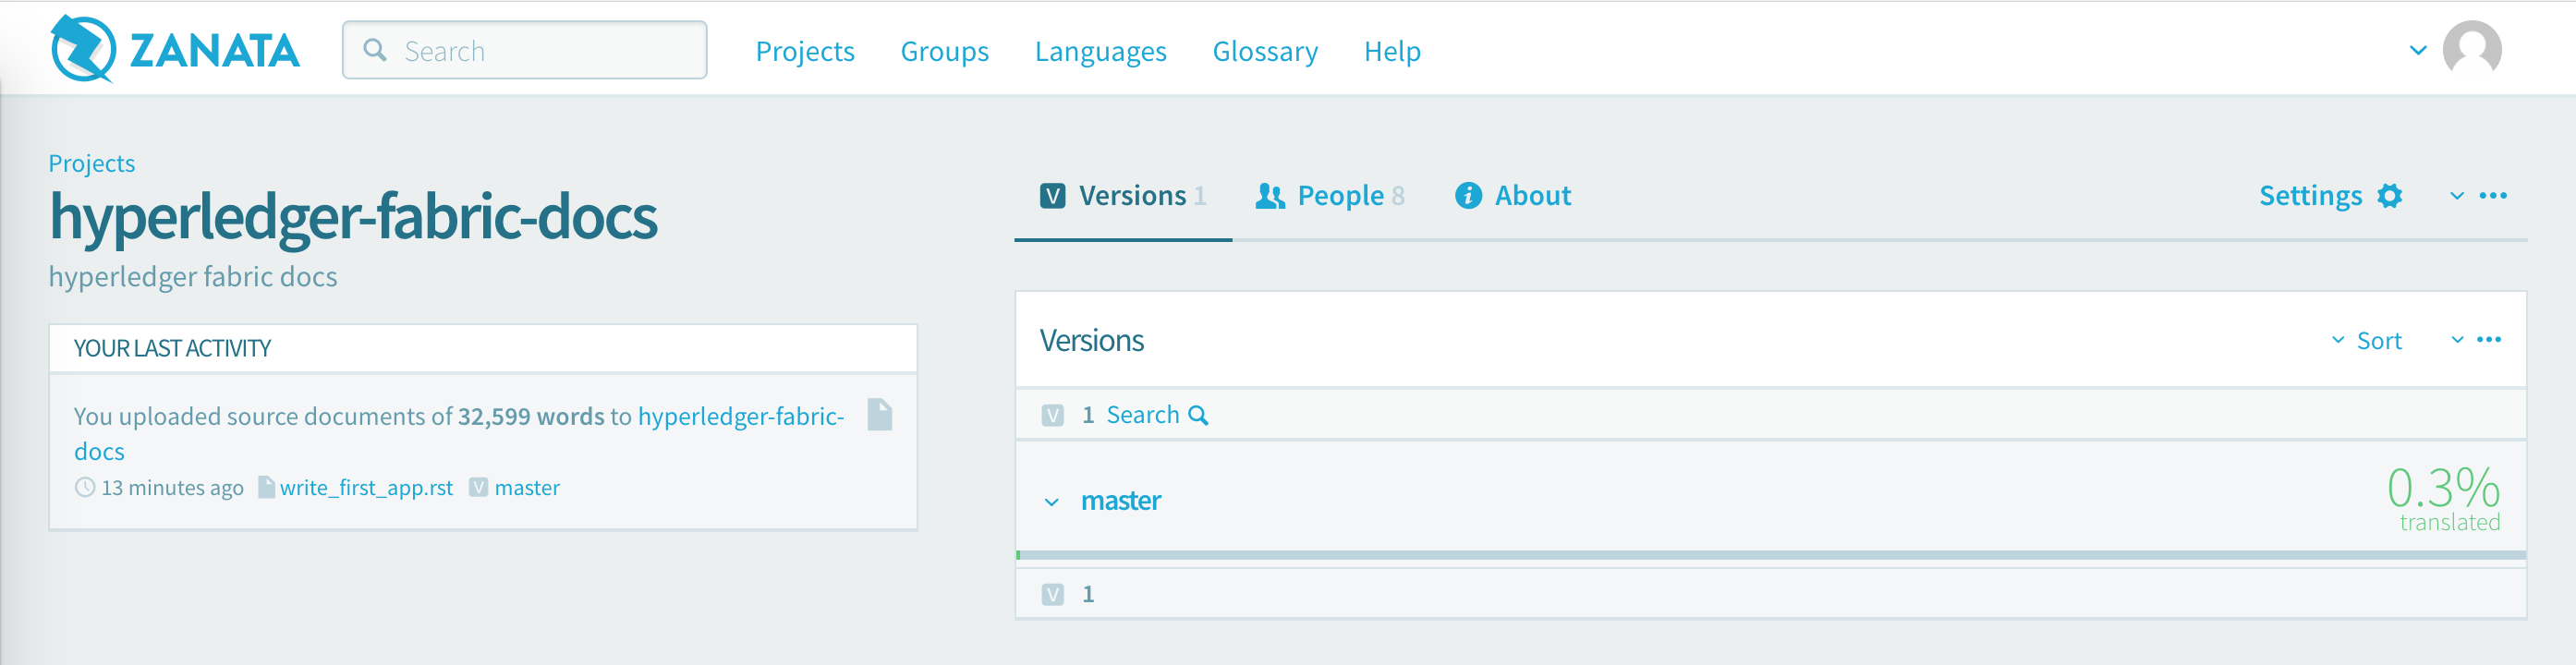 ZANATA
Search
Projects
Groups
Languages
Glossary
Help
Projects
hyperledger-fabric-docs
hyperledger fabric docs
YOUR LAST ACTIVITY
You uploaded source documents of 32,599 words to hyperledger-fabric-
docs
13 minutes ago write_first_app.rst V master
V Versions 1
People 8
i About
Settings
Versions
Sort
V 1 Search
master
0.3%
translated
V 1